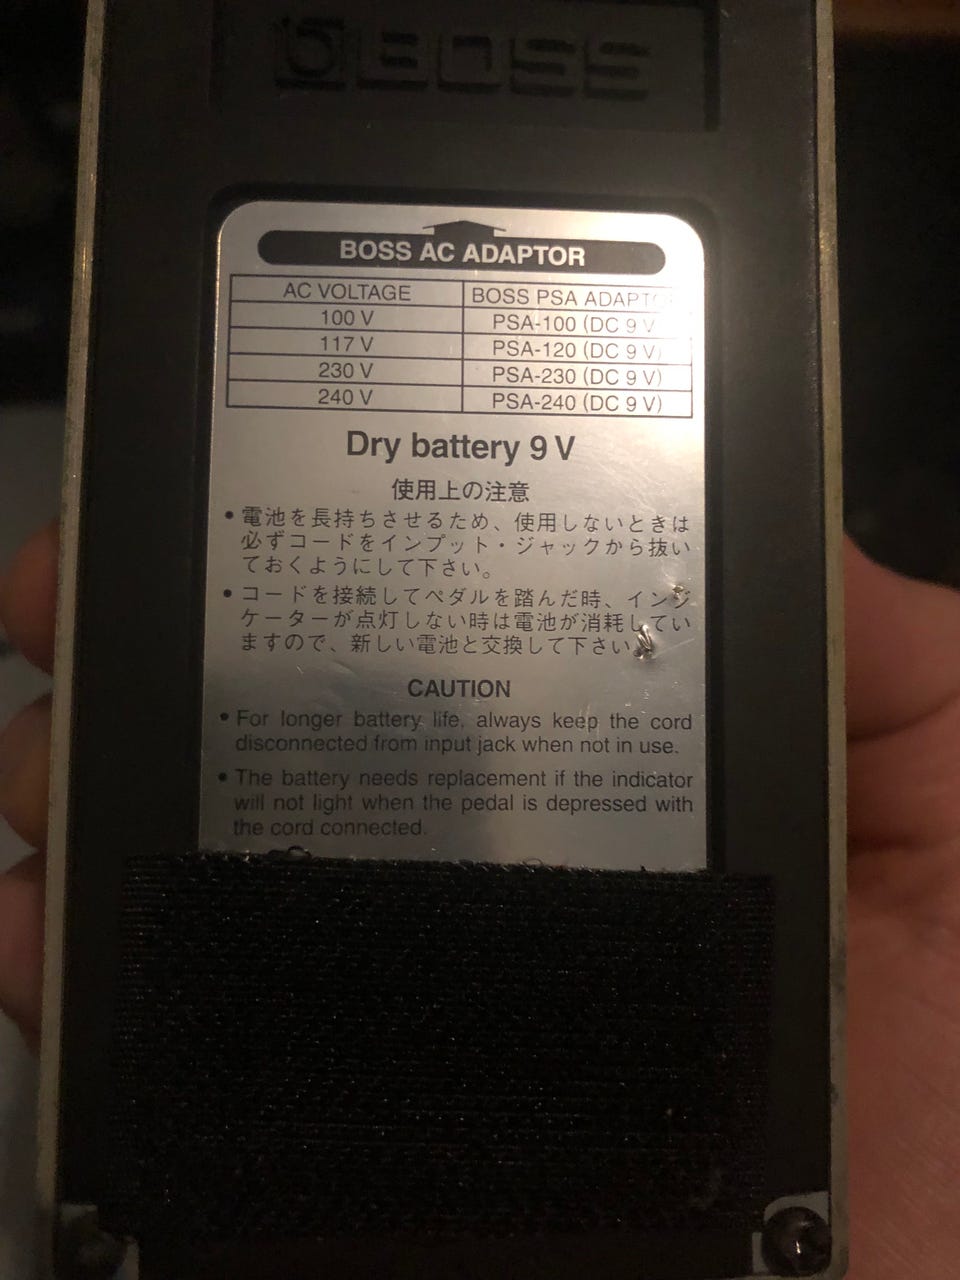 BOSS
BOSS AC ADAPTOR
AC VOLTAGE BOSS PSA ADAPTO
100 V PSA-100 (DC 9 V
117 V PSA-120 (DC 9 V)
230 V PSA-230 (DC 9 V)
240 V PSA-240 (DC 9 V)
Dry battery 9 V
使用上の注意
• 電池を長持ちさせるため、使用しないときは
必ずコードをインプット・ジャックから抜い
ておくようにして下さい。
• コードを接続してペダルを踏んだ時、インジ
ケーターが点灯しない時は電池が消耗してい
ますので、新しい電池と交換して下さい
CAUTION
• For longer battery life, always keep the cord
disconnected from input jack when not in use.
• The battery needs replacement if the indicator
will not light when the pedal is depressed with
the cord connected.